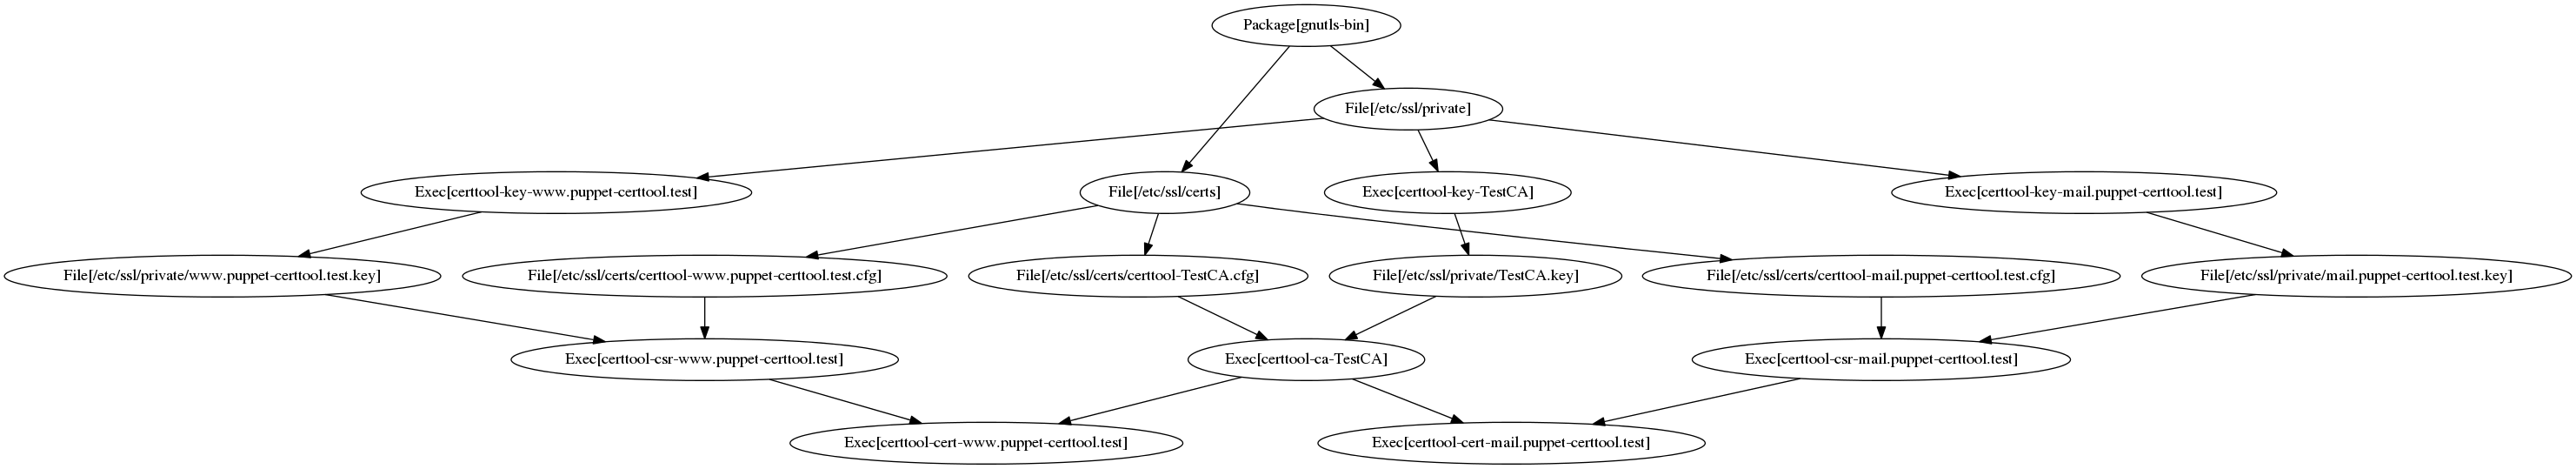 Package[gnutls-bin]
File[/etc/ssl/private]
Exec[certtool-key-www.puppet-certtool.test]
File[/etc/ssl/certs]
Exec[certtool-key-TestCA]
Exec[certtool-key-mail.puppet-certtool.test]
File[/etc/ssl/private/www.puppet-certtool.test.key]
File[/etc/ssl/certs/certtool-www.puppet-certtool.test.cfg]
File[/etc/ssl/certs/certtool-TestCA.cfg]
File[/etc/ssl/private/TestCA.key]
File[/etc/ssl/certs/certtool-mail.puppet-certtool.test.cfg]
File[/etc/ssl/private/mail.puppet-certtool.test.key]
Exec[certtool-csr-www.puppet-certtool.test]
Exec[certtool-ca-TestCA]
Exec[certtool-csr-mail.puppet-certtool.test]
Exec[certtool-cert-www.puppet-certtool.test]
Exec[certtool-cert-mail.puppet-certtool.test]